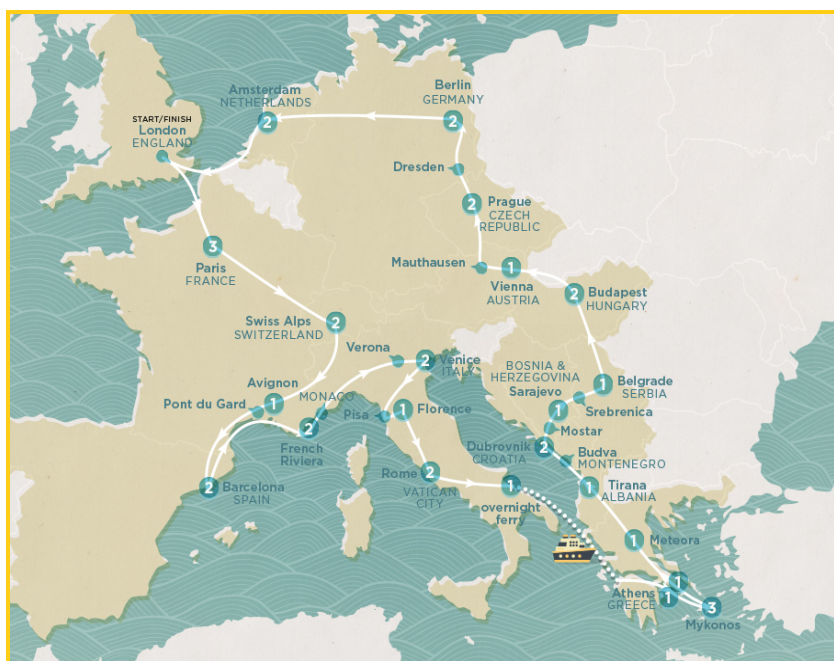 Amsterdam
NETHERLANDS
2
Berlin
GERMANY
2
START/FINISH
London
ENGLAND
Dresden
Prague
CZECH
REPUBLIC
2
3
Paris
FRANCE
Mauthausen
1
Vienna
AUSTRIA
2
Budapest
HUNGARY
Swiss Alps
SWITZERLAND
2
Verona
2
Venice
ITALY
BOSNIA &
HERZEGOVINA
Sarajevo
1
1
Belgrade
SERBIA
Srebrenica
Avignon
1
MONACO
Pont du Gard
Pisa
1
Florence
2
French
Riviera
Mostar
Dubrovnik
CROATIA
2
Budva
MONTENEGRO
2
Barcelona
SPAIN
Rome
2
VATICAN
CITY
1
overnight
ferry
1
Tirana
ALBANIA
1
Meteora
1
Athens
GREECE
1
3
Mykonos